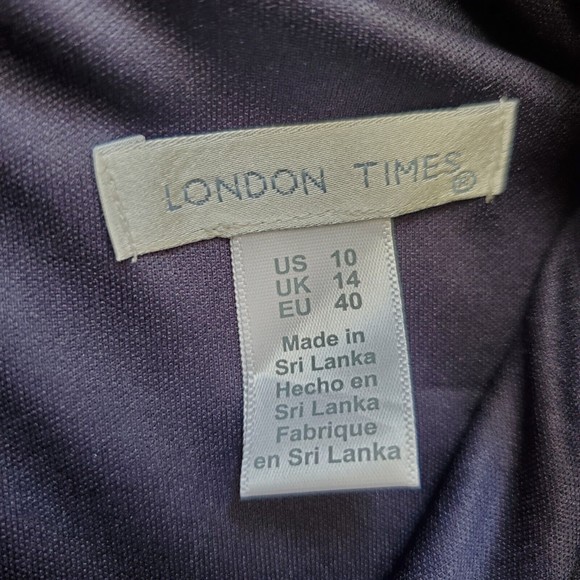 LONDON TIMES®
US 10
UK 14
EU 40
Made in
Sri Lanka
Hecho en
Sri Lanka
Fabrique
en Sri Lanka